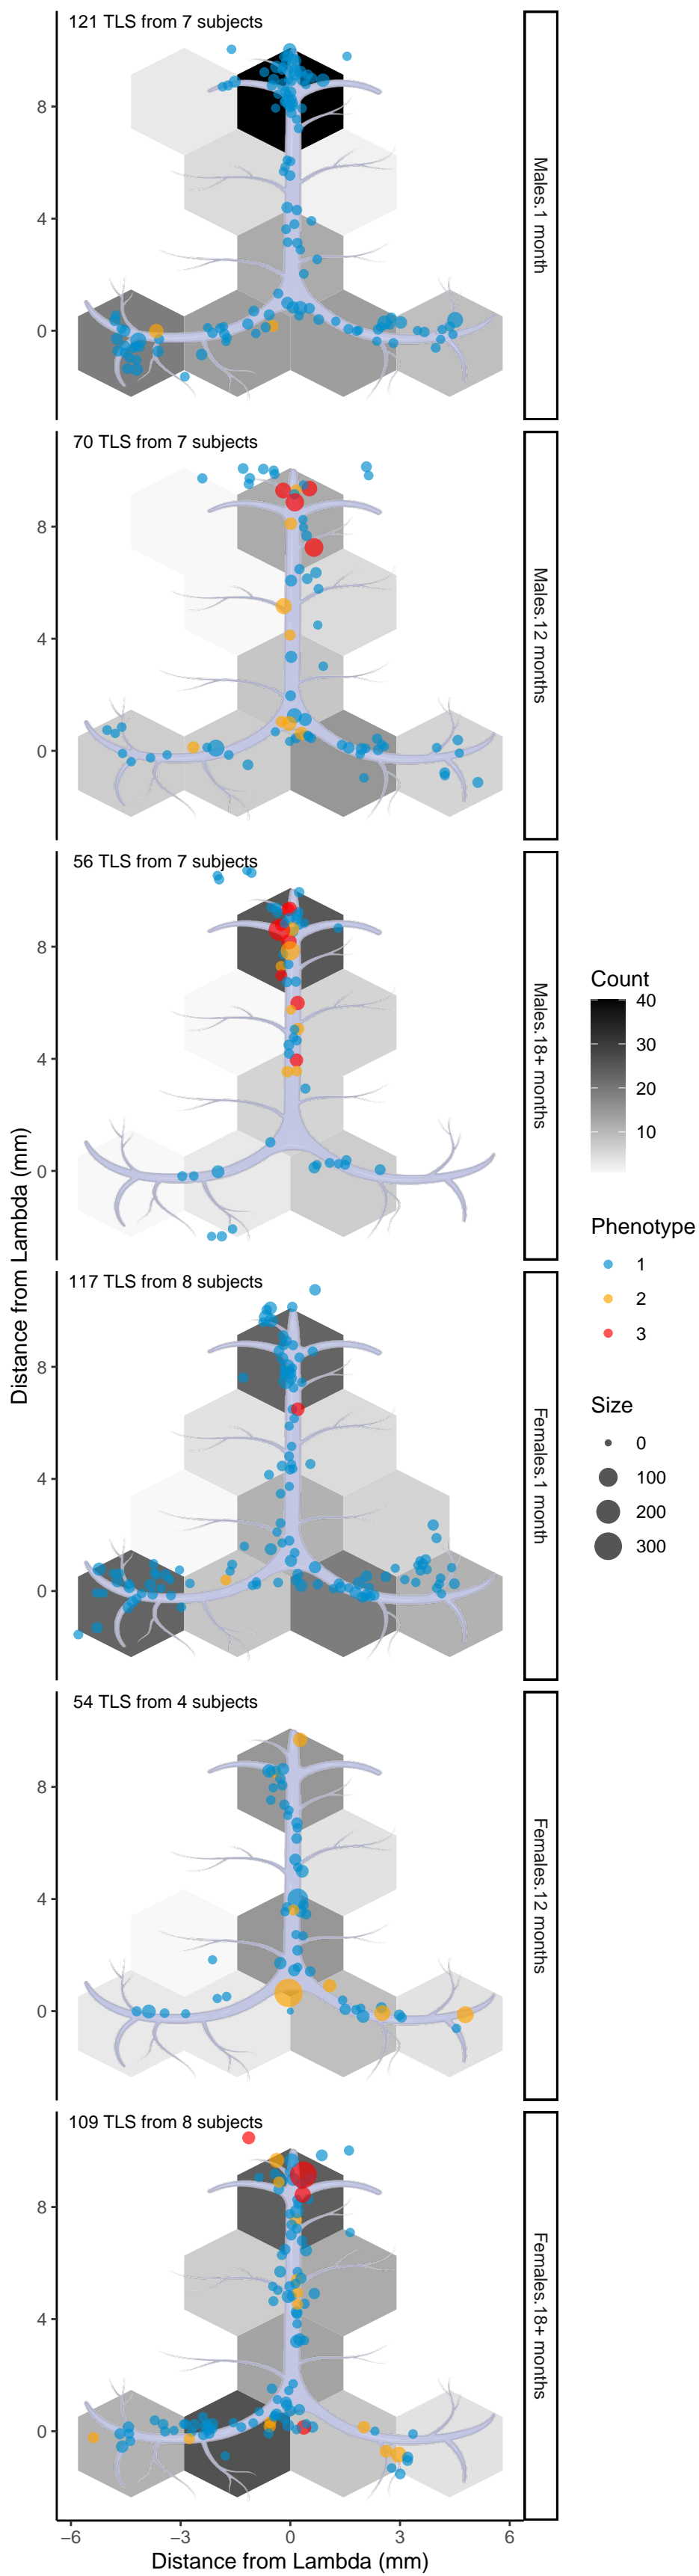 121 TLS from 7 subjects
8
4
0
Males.1 month
70 TLS from 7 subjects
8
4
0
Males.12 months
56 TLS from 7 subjects
8
4
0
Males.18+ months
117 TLS from 8 subjects
8
4
0
Females.1 month
54 TLS from 4 subjects
8
4
0
Females.12 months
109 TLS from 8 subjects
8
4
0
Females.18+ months
−6 −3 0 3 6
Distance from Lambda (mm)
Distance from Lambda (mm)
Count
40
30
20
10
Phenotype
1
2
3
Size
0
100
200
300